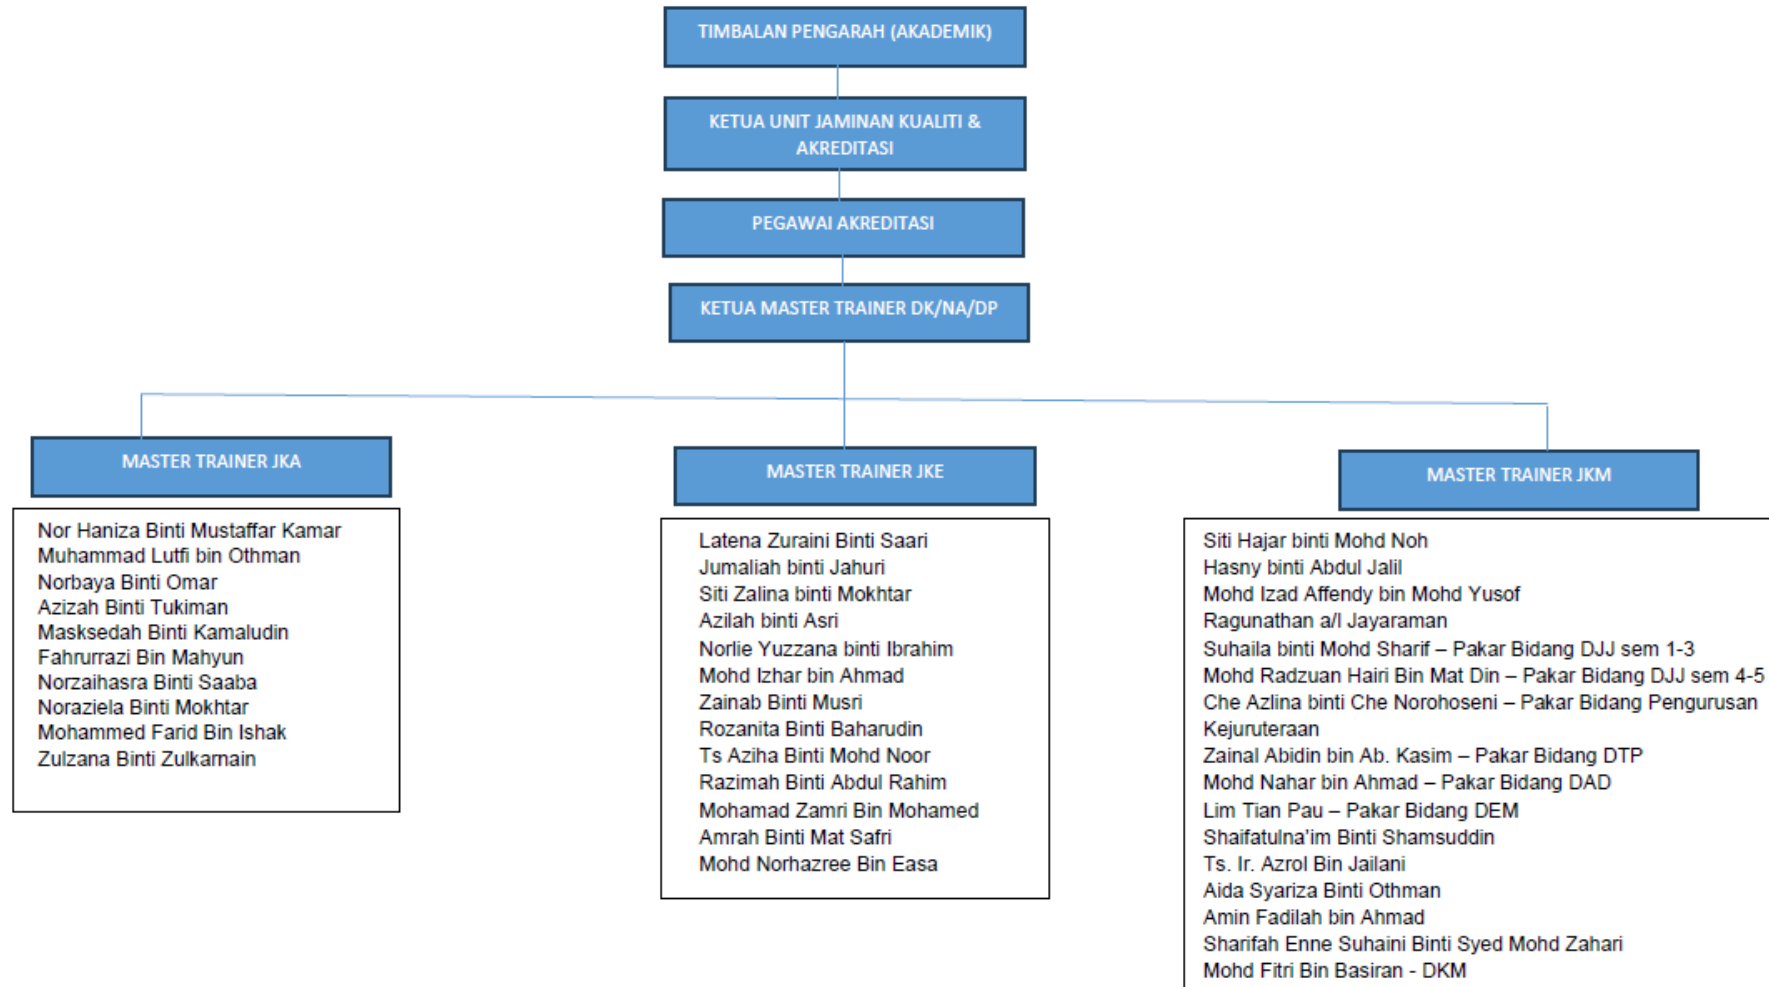 TIMBALAN PENGARAH (AKADEMIK)
KETUA UNIT JAMINAN KUALITI &
AKREDITASI
PEGAWAI AKREDITASI
KETUA MASTER TRAINER DK/NA/DP
MASTER TRAINER JKA
Nor Haniza Binti Mustaffar Kamar
Muhammad Lutfi bin Othman
Norbaya Binti Omar
Azizah Binti Tukiman
Masksedah Binti Kamaludin
Fahrurrazi Bin Mahyun
Norzaihasra Binti Saaba
Noraziela Binti Mokhtar
Mohammed Farid Bin Ishak
Zulzana Binti Zulkarnain
MASTER TRAINER JKE
Latena Zuraini Binti Saari
Jumaliah binti Jahuri
Siti Zalina binti Mokhtar
Azilah binti Asri
Norlie Yuzzana binti Ibrahim
Mohd Izhar bin Ahmad
Zainab Binti Musri
Rozanita Binti Baharudin
Ts Aziha Binti Mohd Noor
Razimah Binti Abdul Rahim
Mohamad Zamri Bin Mohamed
Amrah Binti Mat Safri
Mohd Norhazree Bin Easa
MASTER TRAINER JKM
Siti Hajar binti Mohd Noh
Hasny binti Abdul Jalil
Mohd Izad Affendy bin Mohd Yusof
Ragunathan a/l Jayaraman
Suhaila binti Mohd Sharif – Pakar Bidang DJJ sem 1-3
Mohd Radzuan Hairi Bin Mat Din – Pakar Bidang DJJ sem 4-5
Che Azlina binti Che Norohoseni – Pakar Bidang Pengurusan
Kejuruteraan
Zainal Abidin bin Ab. Kasim – Pakar Bidang DTP
Mohd Nahar bin Ahmad – Pakar Bidang DAD
Lim Tian Pau – Pakar Bidang DEM
Shaifatulna'im Binti Shamsuddin
Ts. Ir. Azrol Bin Jailani
Aida Syariza Binti Othman
Amin Fadilah bin Ahmad
Sharifah Enne Suhaini Binti Syed Mohd Zahari
Mohd Fitri Bin Basiran - DKM